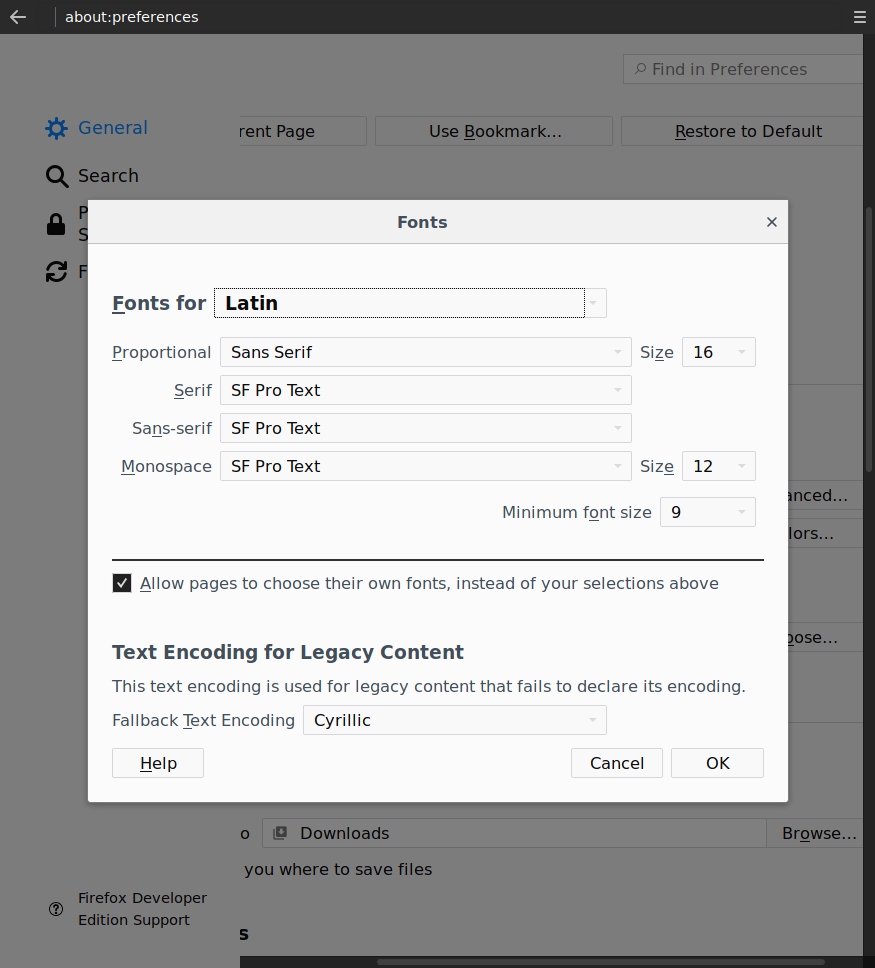 about:preferences
Find in Preferences
General
rent Page
Use Bookmark...
Restore to Default
Search
P
S
F
Fonts
Fonts for Latin
Proportional Sans Serif Size 16
Serif SF Pro Text
Sans-serif SF Pro Text
Monospace SF Pro Text Size 12
anced...
Minimum font size 9
lors...
Allow pages to choose their own fonts, instead of your selections above
oose...
Text Encoding for Legacy Content
This text encoding is used for legacy content that fails to declare its encoding.
Fallback Text Encoding Cyrillic
Help Cancel OK
o Downloads Browse...
you where to save files
Firefox Developer
Edition Support
s